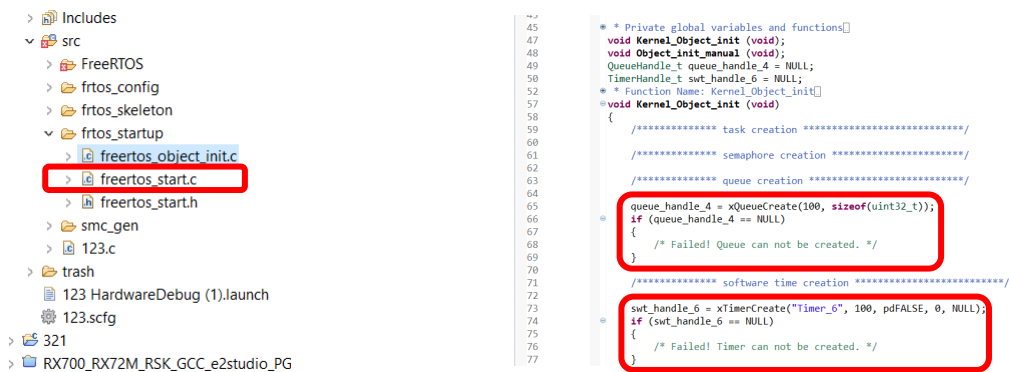 Includes
src
FreeRTOS
frtos_config
frtos_skeleton
frtos_startup
freertos_object_init.c
freertos_start.c
freertos_start.h
smc_gen
123.c
trash
123 HardwareDebug (1).launch
123.scfg
321
RX700_RX72M_RSK_GCC_e2studio_PG
45 * Private global variables and functions
47 void Kernel_Object_init (void);
48 void Object_init_manual (void);
49 QueueHandle_t queue_handle_4 = NULL;
50 TimerHandle_t swt_handle_6 = NULL;
52 * Function Name: Kernel_Object_init
57 void Kernel_Object_init (void)
58 {
59 /************** task creation ****************************/
60
61 /************** semaphore creation ***********************/
62
63 /************** queue creation ***************************/
64
65 queue_handle_4 = xQueueCreate(100, sizeof(uint32_t));
66 if (queue_handle_4 == NULL)
67 {
68 /* Failed! Queue can not be created. */
69 }
70
71 /************** software time creation **************************/
72
73 swt_handle_6 = xTimerCreate("Timer_6", 100, pdFALSE, 0, NULL);
74 if (swt_handle_6 == NULL)
75 {
76 /* Failed! Timer can not be created. */
77 }